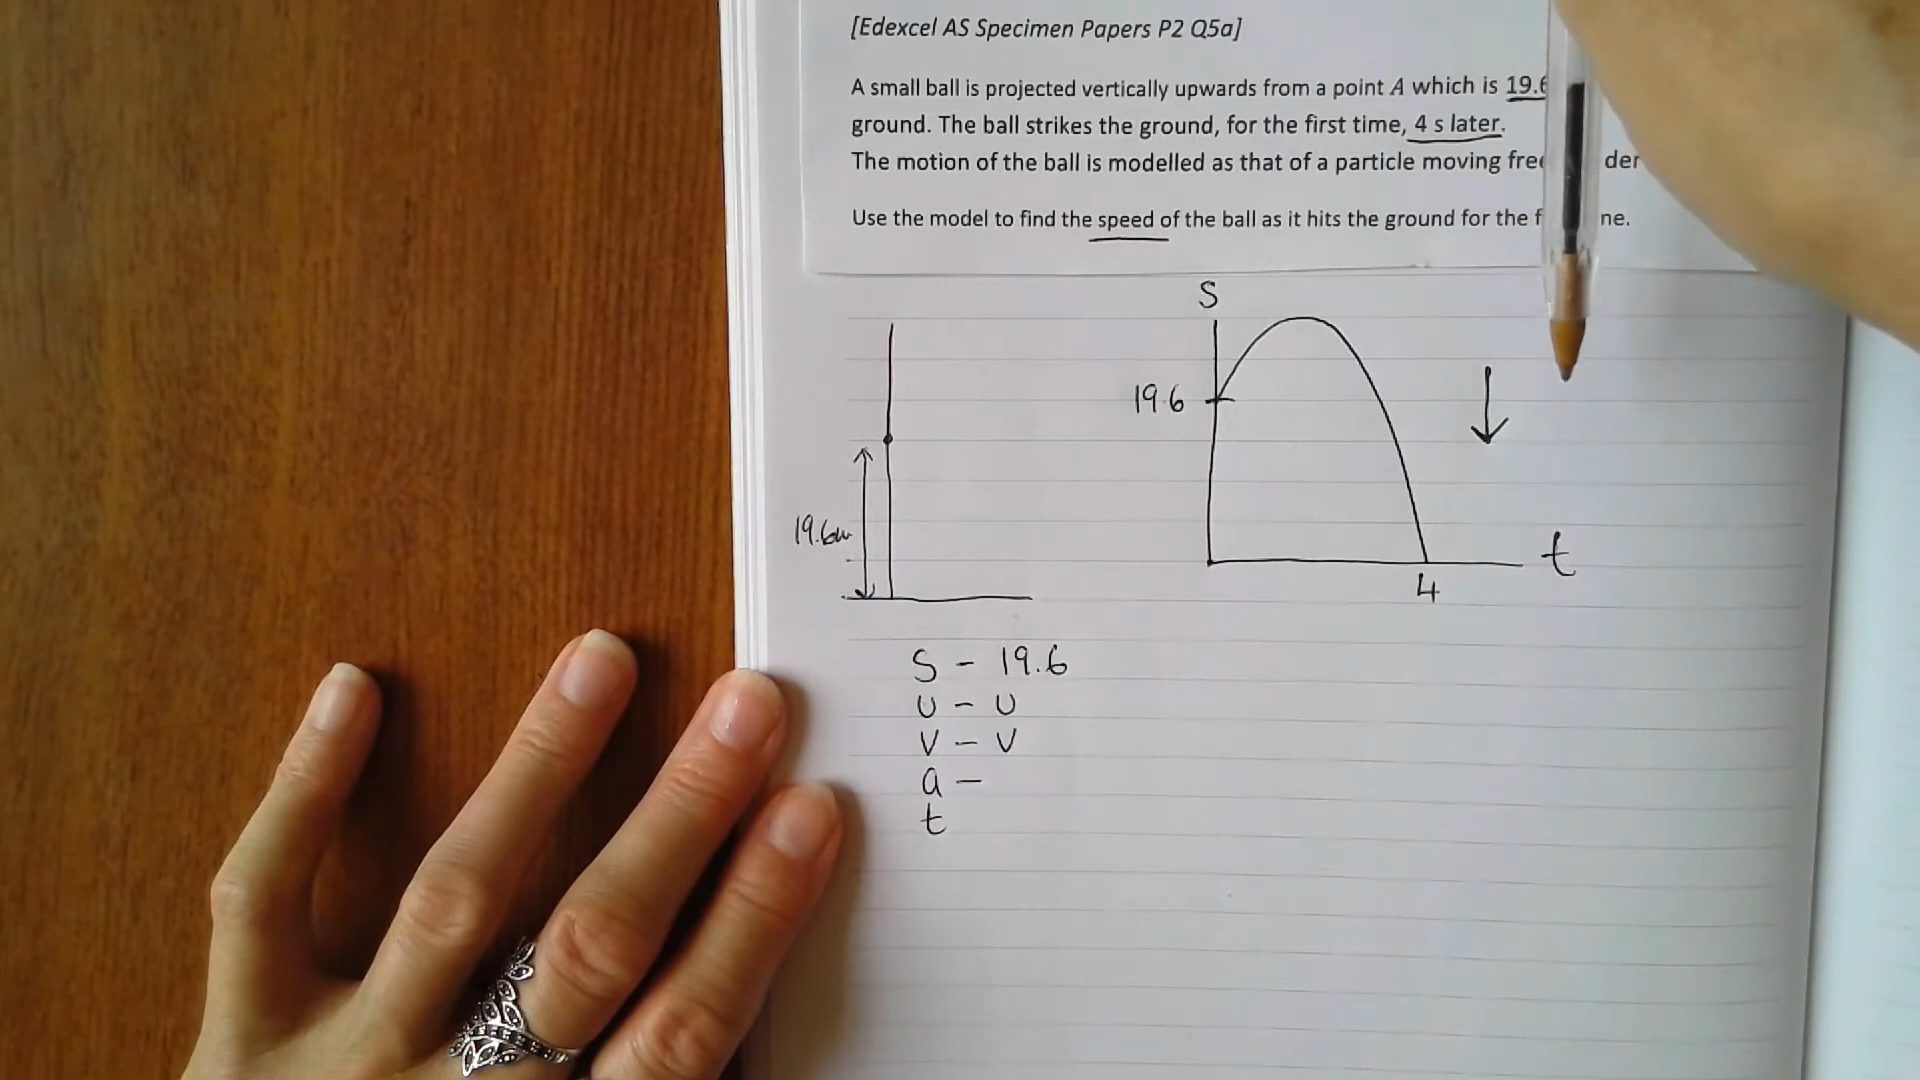 [Edexcel AS Specimen Papers P2 Q5a]
A small ball is projected vertically upwards from a point A which is 19.6
ground. The ball strikes the ground, for the first time, 4 s later.
The motion of the ball is modelled as that of a particle moving der
Use the model to find the speed of the ball as it hits the ground for the ne.
S
19.6
19.6m
t
4
S - 19.6
U - U
V - V
a -
t